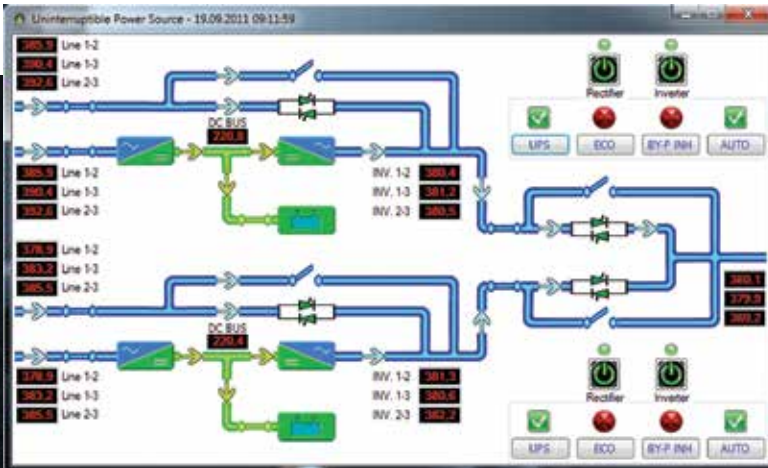 Uninterruptible Power Source - 19.09.2011 09:11:59
385,9 Line 1-2
390,4 Line 1-3
392,6 Line 2-3
Rectifier Inverter
DC BUS
220,8
UPS ECO BY-P INH AUTO
385,9 Line 1-2
390,4 Line 1-3
392,6 Line 2-3
INV. 1-2 380,4
INV. 1-3 381,2
INV. 2-3 380,5
378,9 Line 1-2
383,2 Line 1-3
385,5 Line 2-3
380,1
379,9
DC BUS
220,4
Rectifier Inverter
378,9 Line 1-2
383,2 Line 1-3
385,5 Line 2-3
INV. 1-2 381,3
INV. 1-3 380,6
INV. 2-3 382,2
UPS ECO BY-P INH AUTO